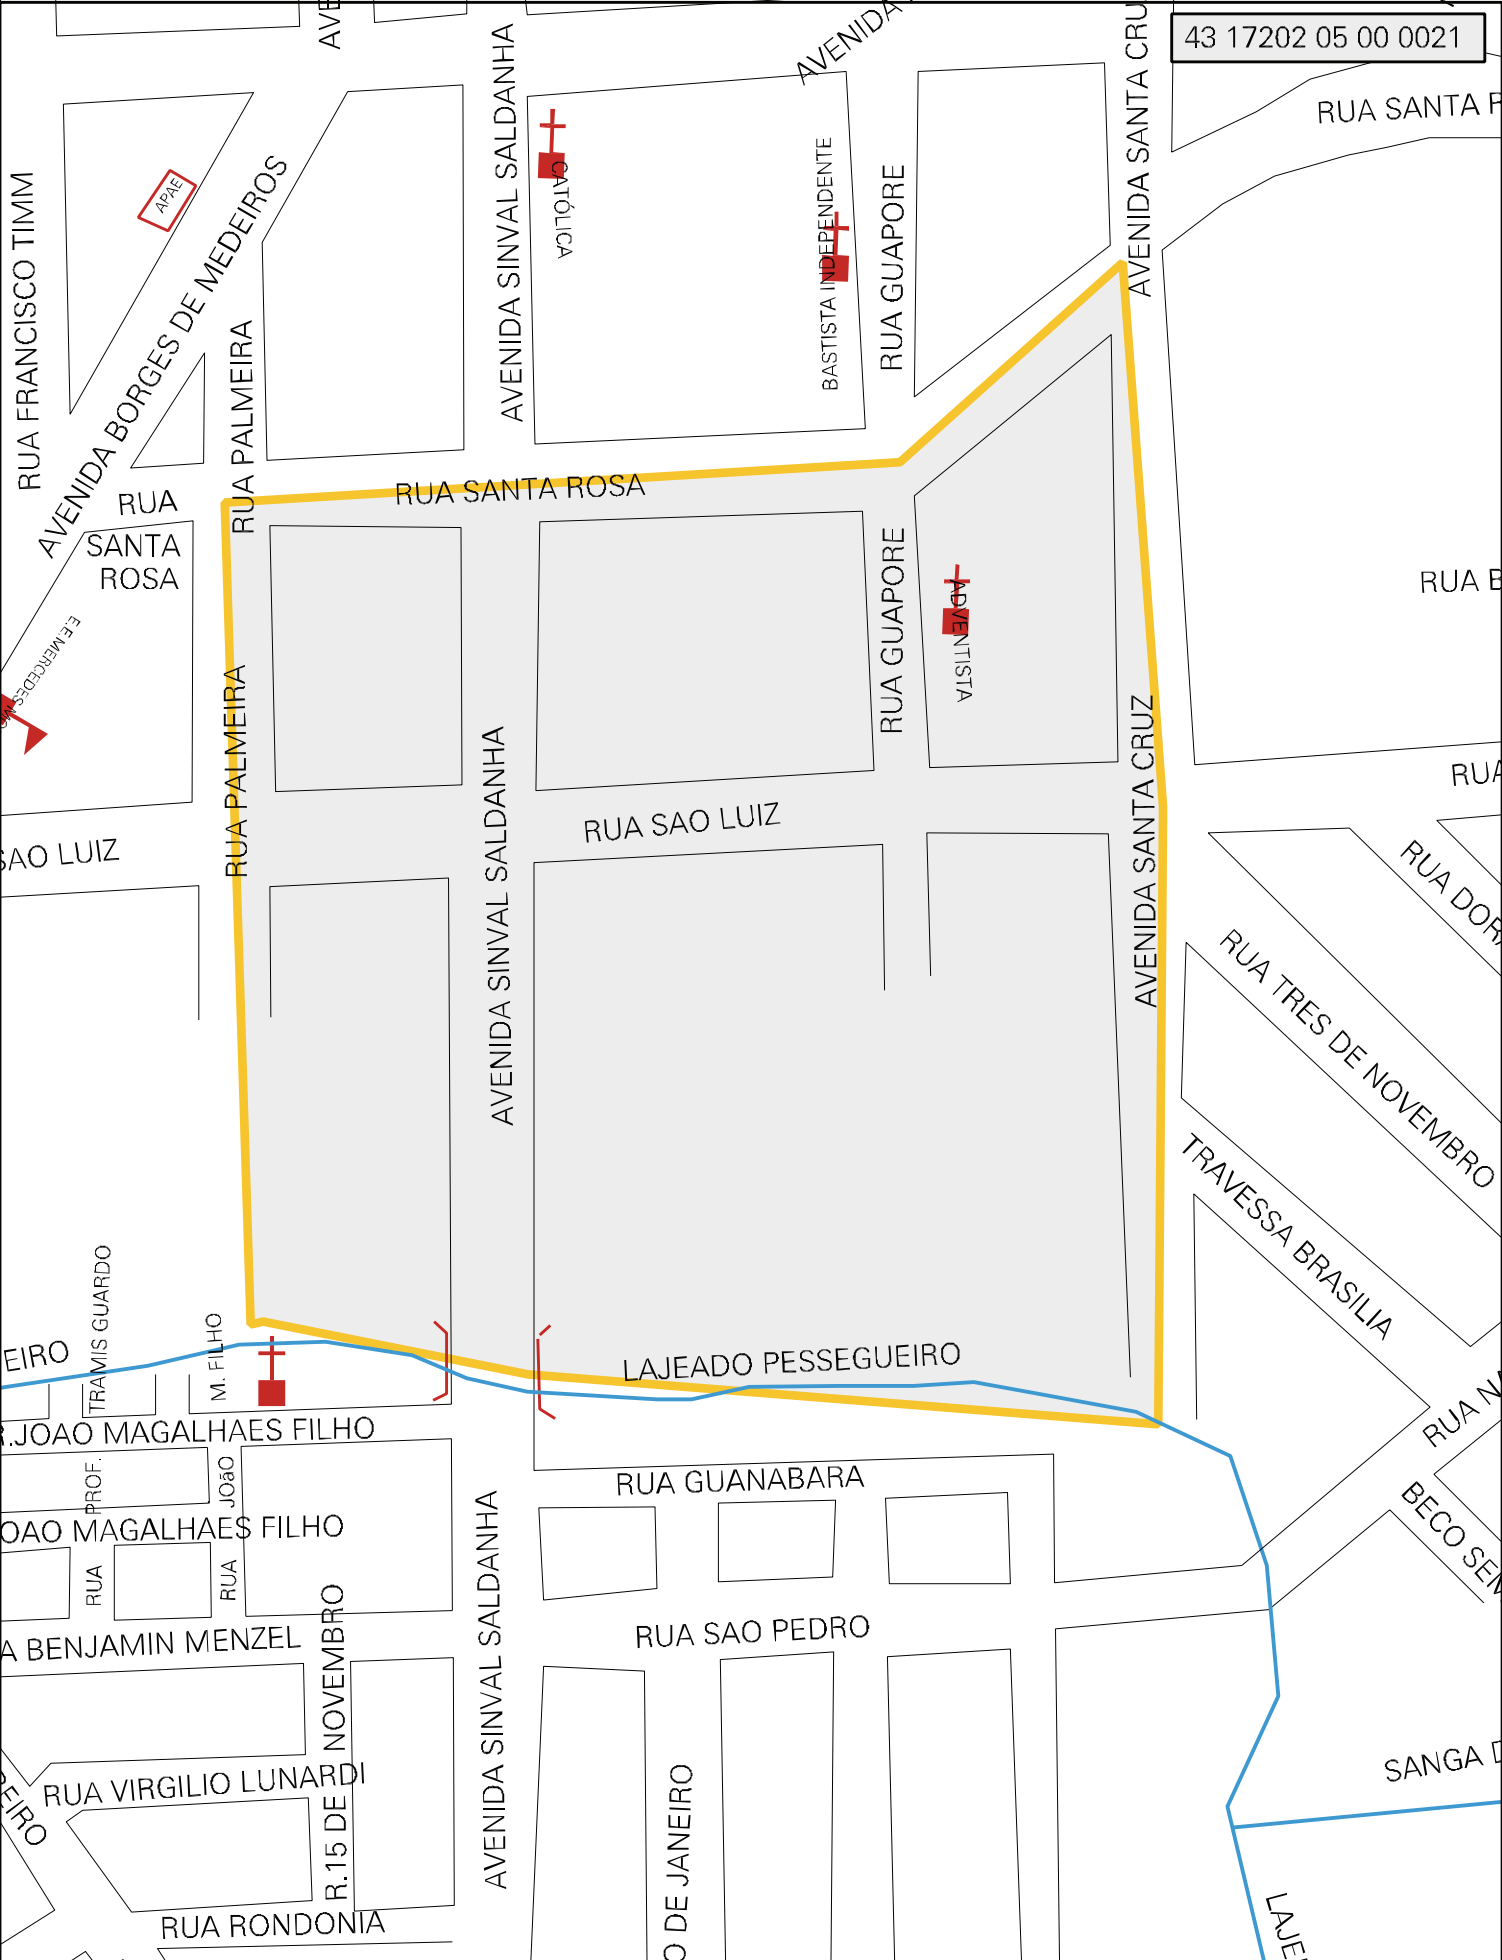 43 17202 05 00 0021
AVENIDA
AVENIDA SINVAL SALDANHA
AVENIDA SANTA CRU
RUA SANTA
CATÓLICA
BASTISTA INDEPENDENTE
RUA GUAPORE
APAE
RUA FRANCISCO TIMM
AVENIDA BORGES DE MEDEIROS
RUA PALMEIRA
RUA SANTA ROSA
RUA
SANTA
ROSA
E.E.MERCEDES
RUA GUAPORE
ADVENTISTA
RUA B
RUA PALMEIRA
AVENIDA SINVAL SALDANHA
AVENIDA SANTA CRUZ
RUA
RUA SAO LUIZ
SAO LUIZ
RUA DORA
RUA TRES DE NOVEMBRO
TRAVESSA BRASILIA
TRAMIS GUARDO
M. FILHO
EIRO
LAJEADO PESSEGUEIRO
R.JOAO MAGALHAES FILHO
RUA N
PROF.
JOãO
RUA GUANABARA
OAO MAGALHAES FILHO
BECO SEM
RUA
RUA
AVENIDA SINVAL SALDANHA
RUA SAO PEDRO
A BENJAMIN MENZEL
R.15 DE NOVEMBRO
RUA VIRGILIO LUNARDI
SANGA D
EIRO
O DE JANEIRO
RUA RONDONIA
LAJE